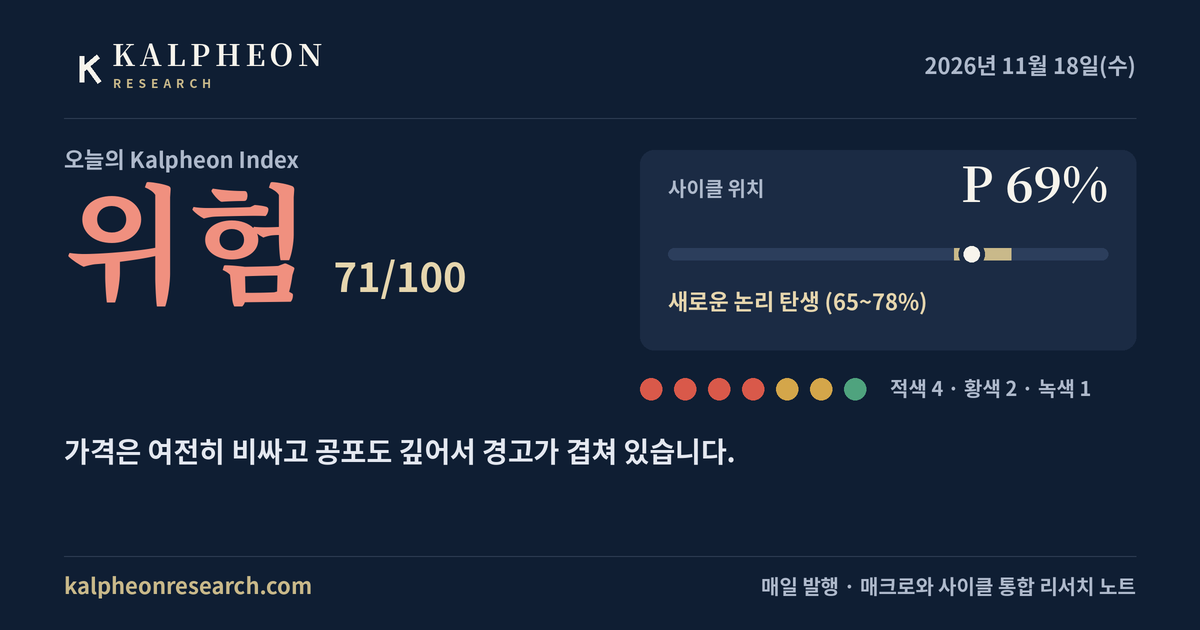 K KALPHEON
RESEARCH
2026년 11월 18일(수)
오늘의 Kalpheon Index
위험 71/100
사이클 위치 P 69%
새로운 논리 탄생 (65~78%)
적색 4 · 황색 2 · 녹색 1
가격은 여전히 비싸고 공포도 깊어서 경고가 겹쳐 있습니다.
kalpheonresearch.com
매일 발행 · 매크로와 사이클 통합 리서치 노트